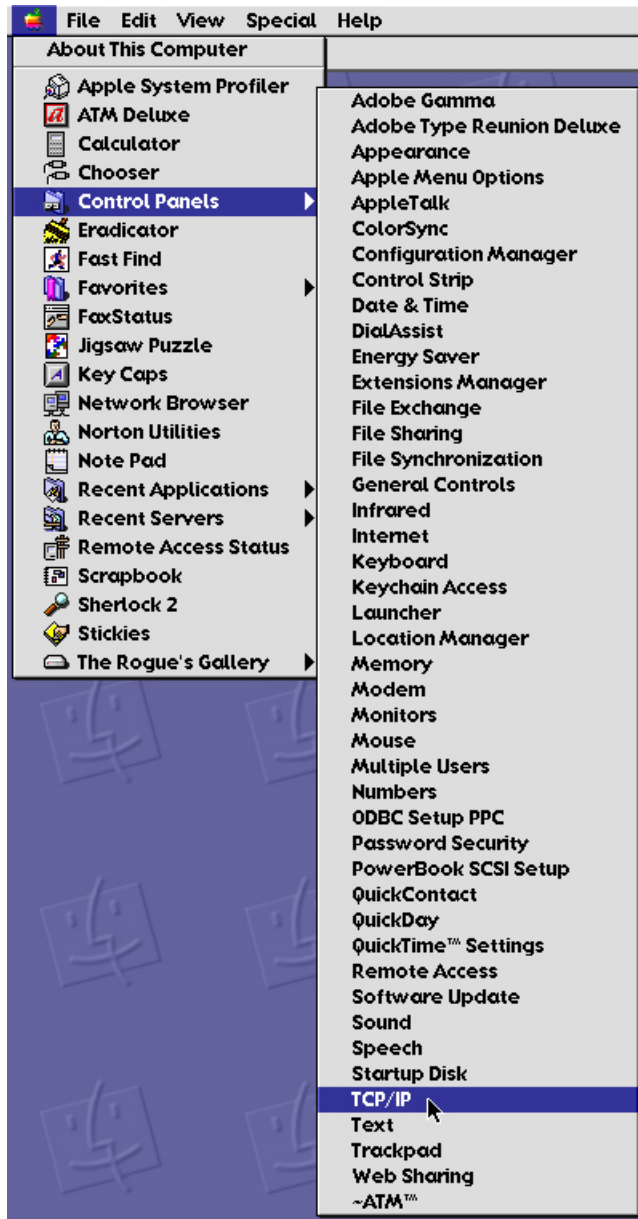 File Edit View Special Help
About This Computer
Apple System Profiler
ATM Deluxe
Calculator
Chooser
Control Panels
Eradicator
Fast Find
Favorites
FaxStatus
Jigsaw Puzzle
Key Caps
Network Browser
Norton Utilities
Note Pad
Recent Applications
Recent Servers
Remote Access Status
Scrapbook
Sherlock 2
Stickies
The Rogue's Gallery
Adobe Gamma
Adobe Type Reunion Deluxe
Appearance
Apple Menu Options
AppleTalk
ColorSync
Configuration Manager
Control Strip
Date & Time
DialAssist
Energy Saver
Extensions Manager
File Exchange
File Sharing
File Synchronization
General Controls
Infrared
Internet
Keyboard
Keychain Access
Launcher
Location Manager
Memory
Modem
Monitors
Mouse
Multiple Users
Numbers
ODBC Setup PPC
Password Security
PowerBook SCSI Setup
QuickContact
QuickDay
QuickTime™ Settings
Remote Access
Software Update
Sound
Speech
Startup Disk
TCP/IP
Text
Trackpad
Web Sharing
~ATM™